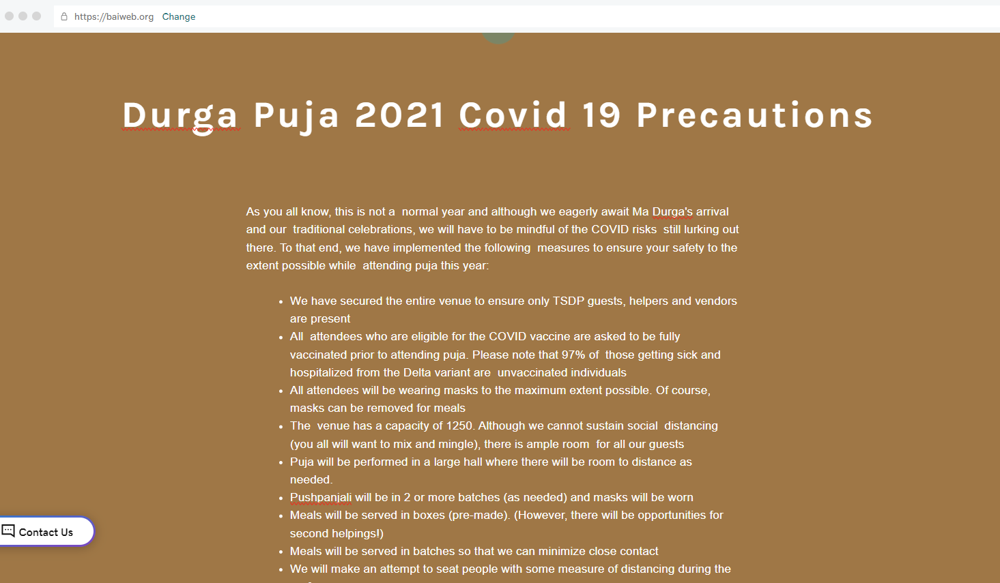 https://baiweb.org Change
Durga Puja 2021 Covid 19 Precautions
As you all know, this is not a  normal year and although we eagerly await Ma Durga's arrival
and our  traditional celebrations, we will have to be mindful of the COVID risks  still lurking out
there. To that end, we have implemented the following  measures to ensure your safety to the
extent possible while  attending puja this year:
• We have secured the entire venue to ensure only TSDP guests, helpers and vendors
are present
• All  attendees who are eligible for the COVID vaccine are asked to be fully
vaccinated prior to attending puja. Please note that 97% of  those getting sick and
hospitalized from the Delta variant are  unvaccinated individuals
• All attendees will be wearing masks to the maximum extent possible. Of course,
masks can be removed for meals
• The  venue has a capacity of 1250. Although we cannot sustain social  distancing
(you all will want to mix and mingle), there is ample room  for all our guests
• Puja will be performed in a large hall where there will be room to distance as
needed.
• Pushpanjali will be in 2 or more batches (as needed) and masks will be worn
• Meals will be served in boxes (pre-made). (However, there will be opportunities for
second helpings!)
• Meals will be served in batches so that we can minimize close contact
• We will make an attempt to seat people with some measure of distancing during the
Contact Us